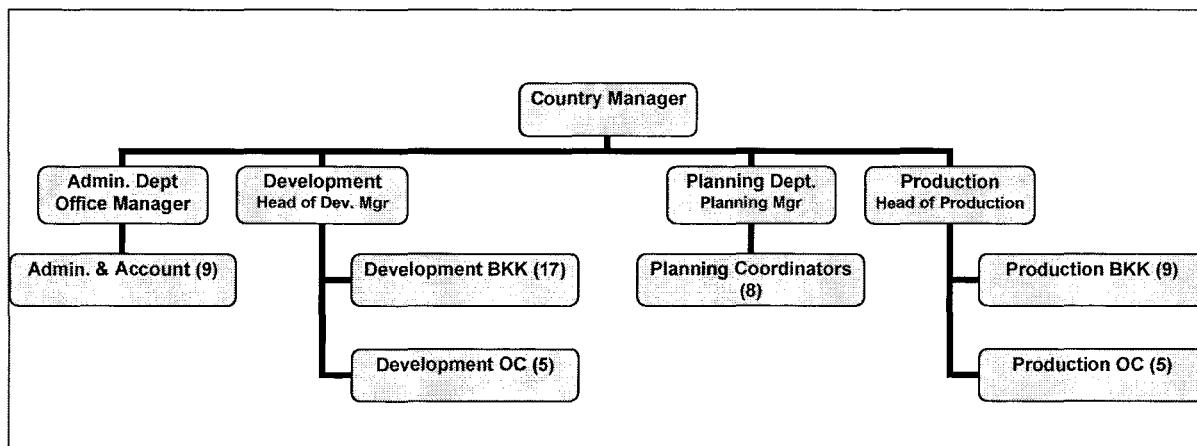 Country Manager
Admin. Dept
Office Manager
Development
Head of Dev. Mgr
Planning Dept.
Planning Mgr
Production
Head of Production
Admin. & Account (9)
Development BKK (17)
Planning Coordinators
(8)
Production BKK (9)
Development OC (5)
Production OC (5)